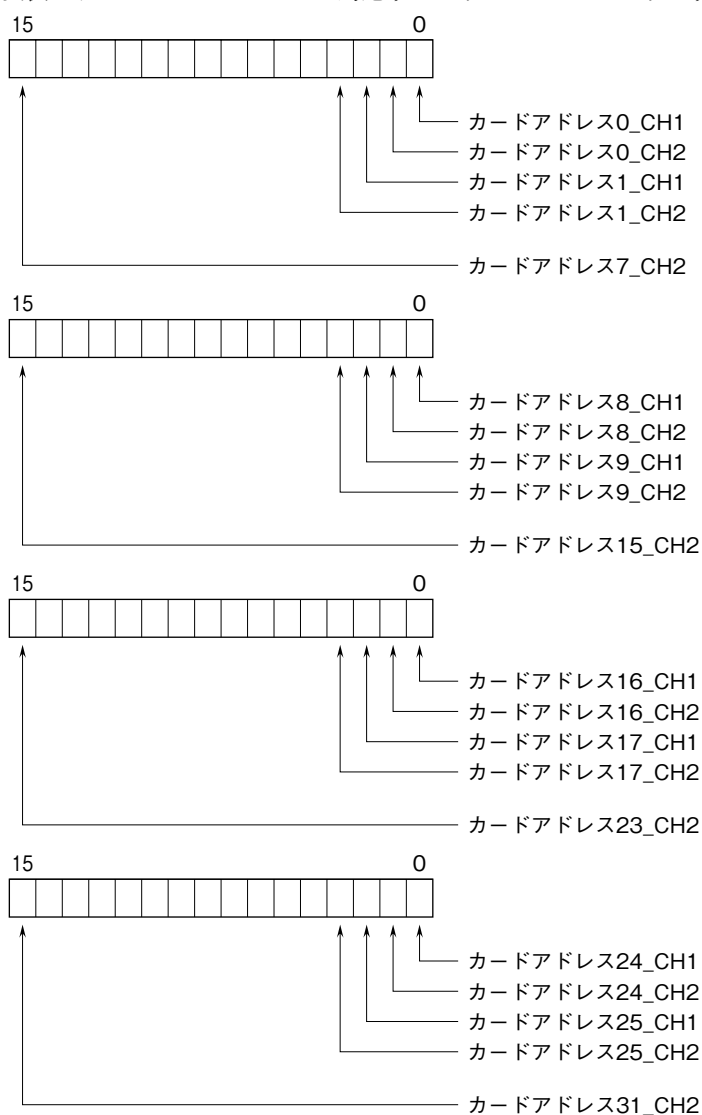 15 0
カードアドレス0_CH1
カードアドレス0_CH2
カードアドレス1_CH1
カードアドレス1_CH2
カードアドレス7_CH2
15 0
カードアドレス8_CH1
カードアドレス8_CH2
カードアドレス9_CH1
カードアドレス9_CH2
カードアドレス15_CH2
15 0
カードアドレス16_CH1
カードアドレス16_CH2
カードアドレス17_CH1
カードアドレス17_CH2
カードアドレス23_CH2
15 0
カードアドレス24_CH1
カードアドレス24_CH2
カードアドレス25_CH1
カードアドレス25_CH2
カードアドレス31_CH2